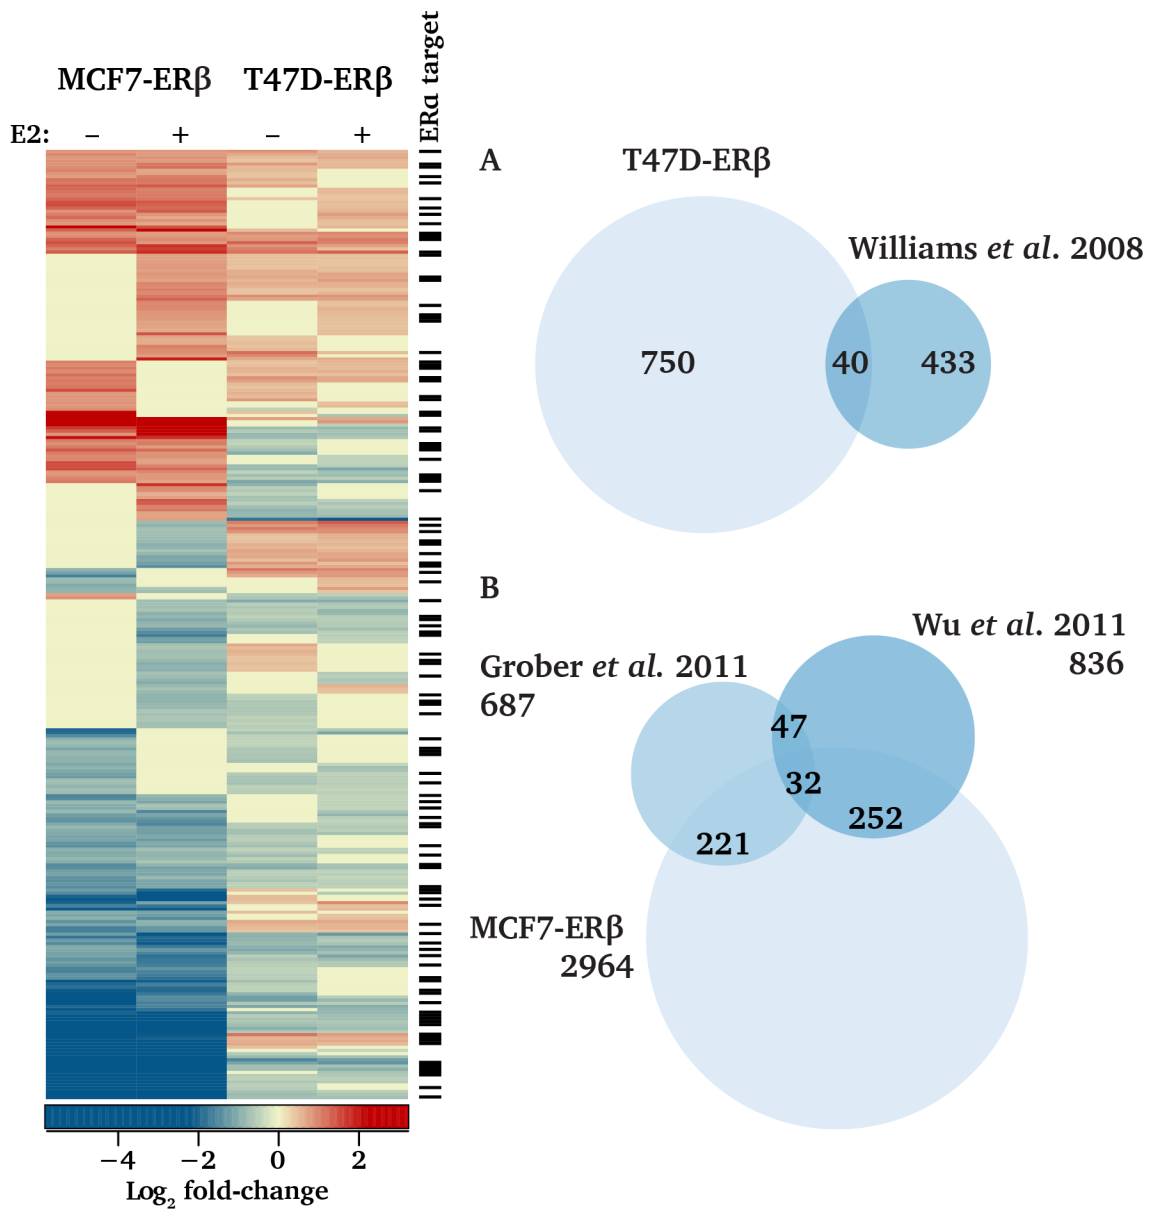 MCF7-ERβ T47D-ERβ
ERα target
E2: – + – +
−4 −2 0 2
Log2 fold-change
A
T47D-ERβ
Williams et al. 2008
750 40 433
B
Wu et al. 2011
836
Grober et al. 2011
687
47
32
252
221
MCF7-ERβ
2964